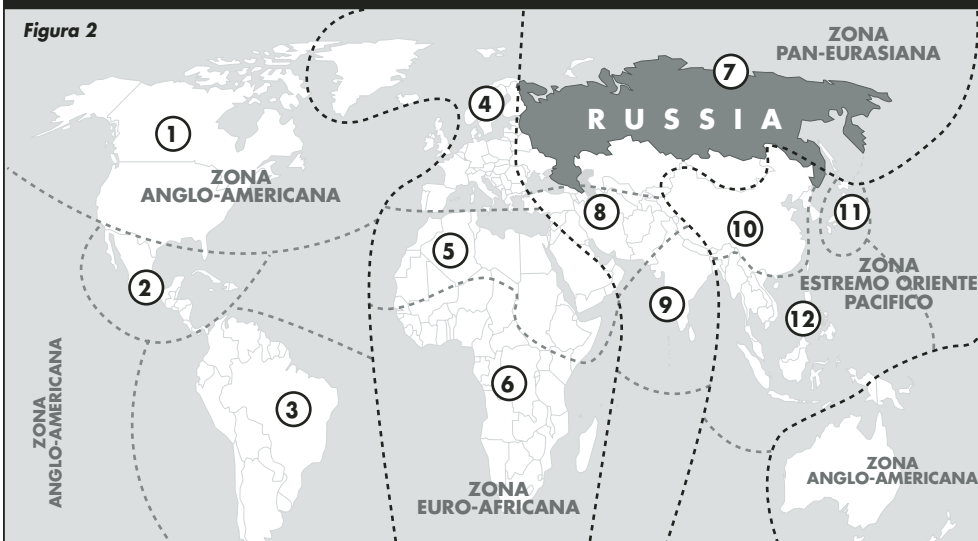 Figura 2
ZONA
PAN-EURASIANA
7
4
RUSSIA
1
ZONA
ANGLO-AMERICANA
8
11
10
5
ZONA
ESTREMO ORIENTE
PACIFICO
2
9
12
6
3
ZONA
ANGLO-AMERICANA
ZONA
EURO-AFRICANA
ZONA
ANGLO-AMERICANA